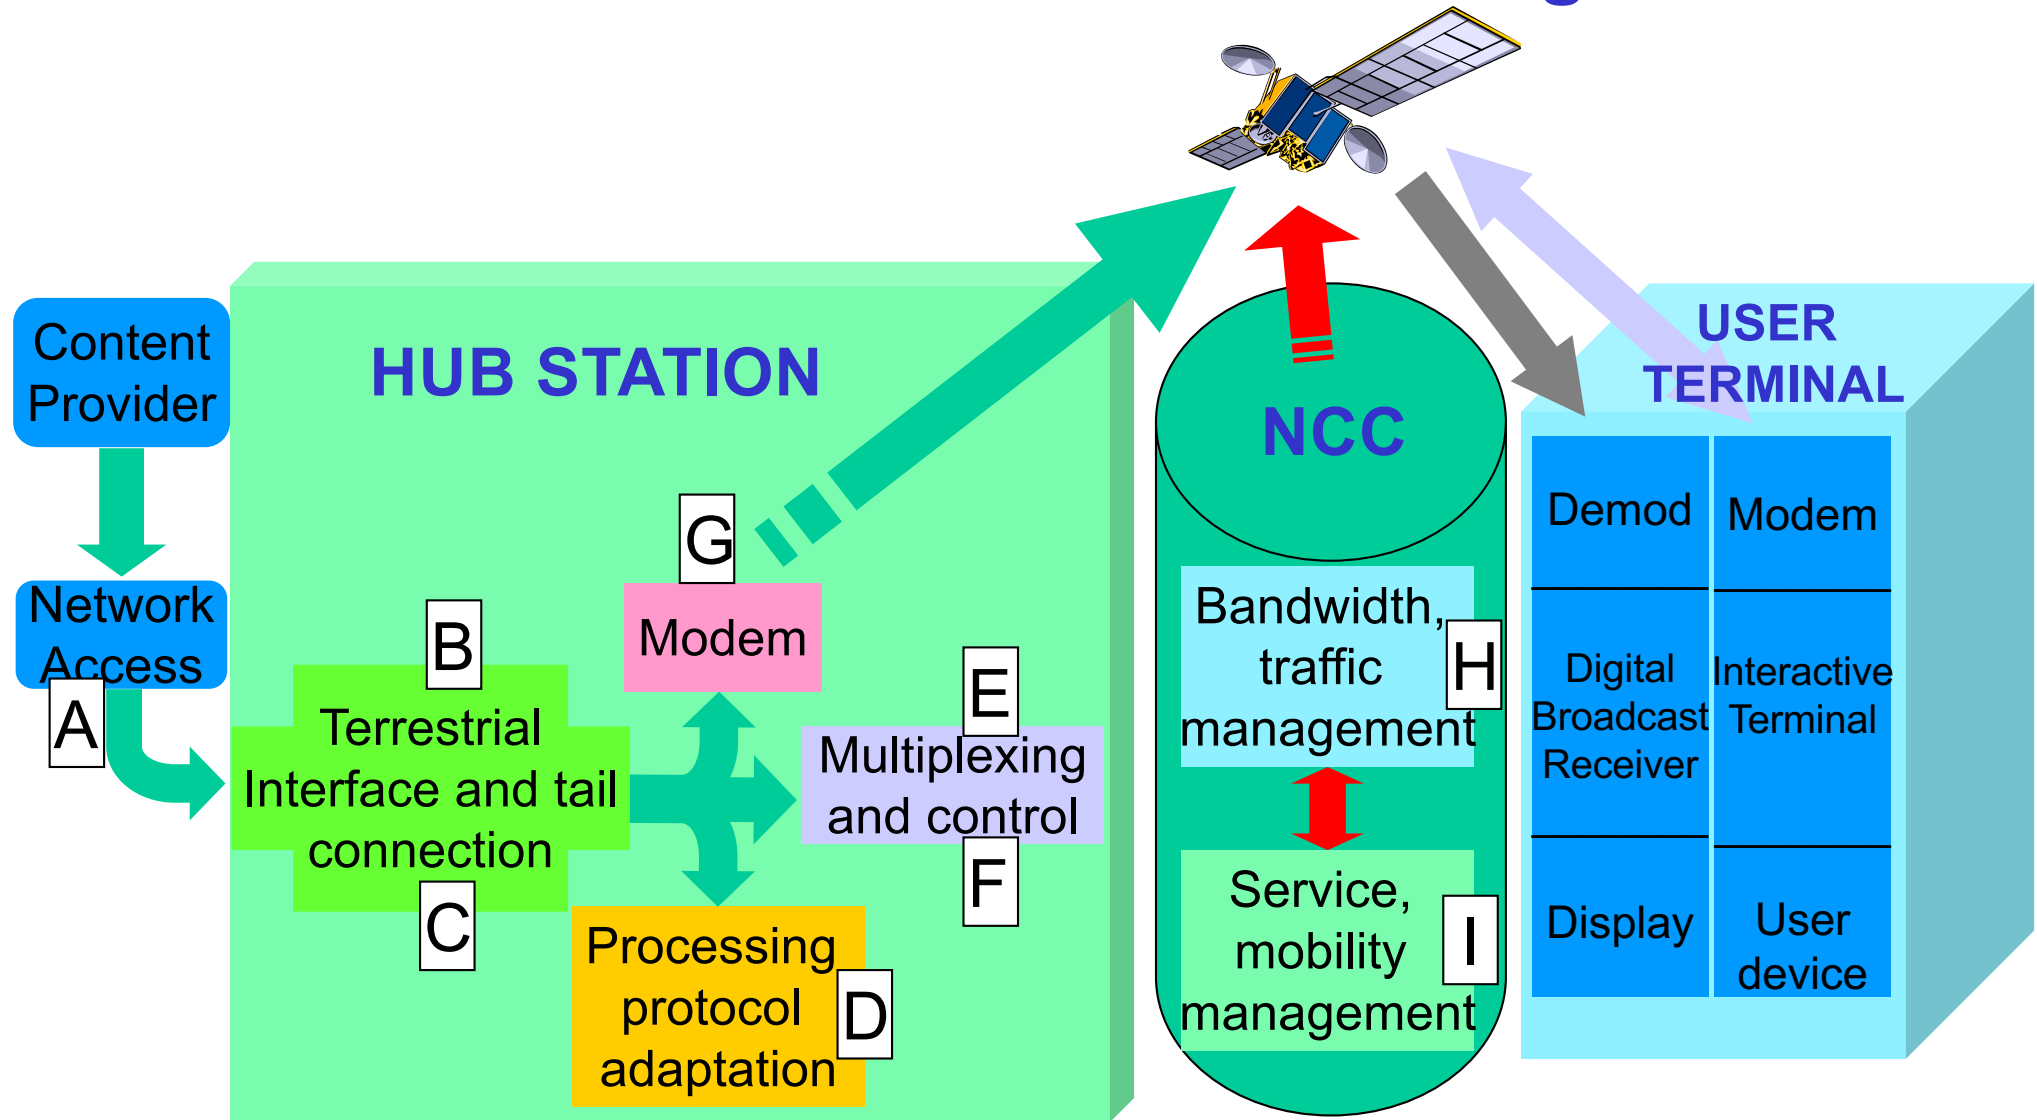 Content
Provider
Network
Access
A
HUB STATION
G
Modem
B
Terrestrial
Interface and tail
connection
C
E
Multiplexing
and control
F
Processing
protocol
adaptation
D
NCC
Bandwidth,
traffic
management
H
Service,
mobility
management
I
USER
TERMINAL
Demod
Digital
Broadcast
Receiver
Display
Modem
Interactive
Terminal
User
device